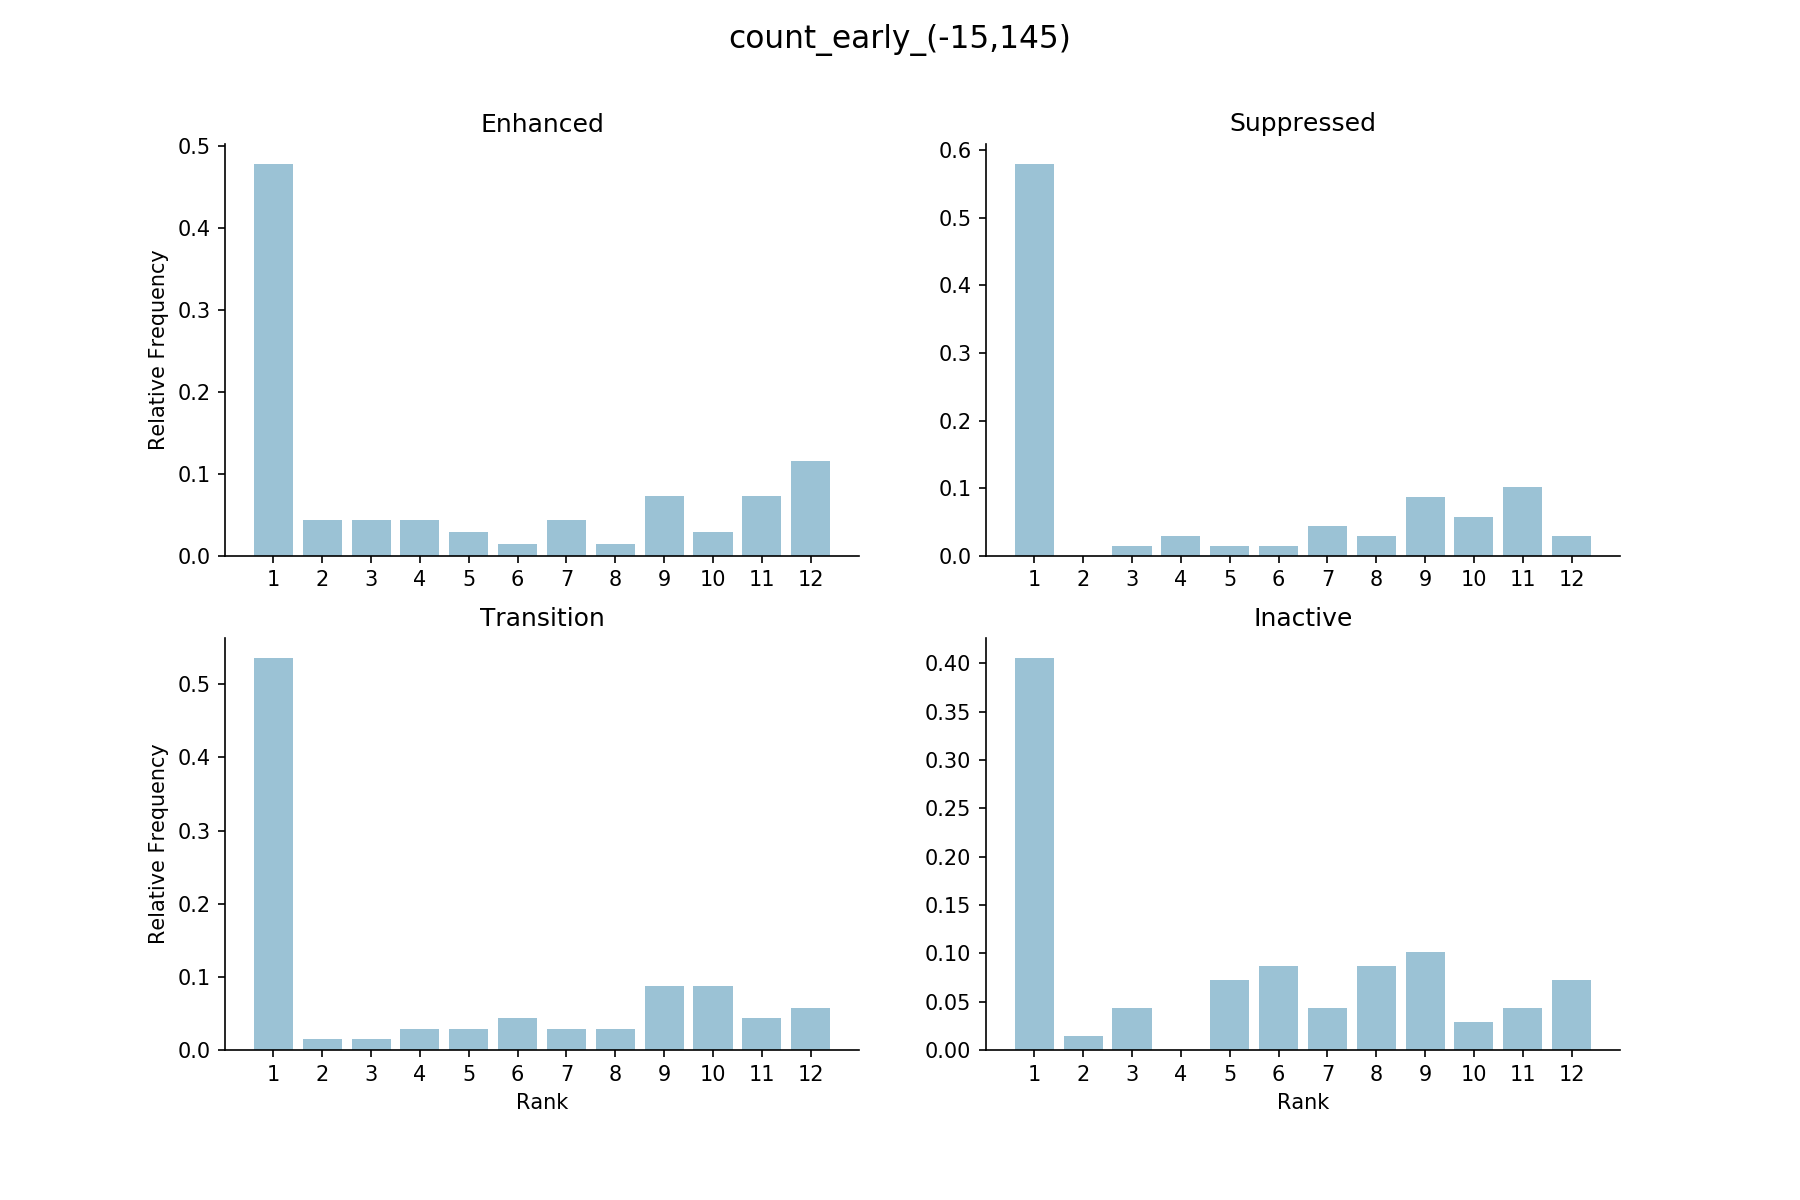 count_early_(-15,145)
Enhanced
Relative Frequency
0.5
0.4
0.3
0.2
0.1
0.0
1 2 3 4 5 6 7 8 9 10 11 12
Suppressed
0.6
0.5
0.4
0.3
0.2
0.1
0.0
1 2 3 4 5 6 7 8 9 10 11 12
Transition
Relative Frequency
0.5
0.4
0.3
0.2
0.1
0.0
1 2 3 4 5 6 7 8 9 10 11 12
Rank
Inactive
0.40
0.35
0.30
0.25
0.20
0.15
0.10
0.05
0.00
1 2 3 4 5 6 7 8 9 10 11 12
Rank